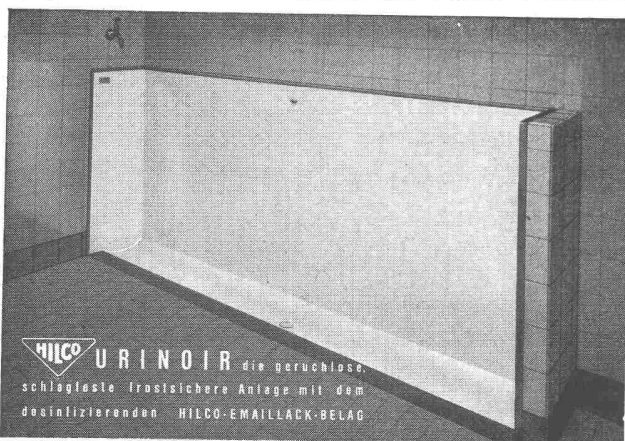 HILCO URINOIR die geruchlose,
schlagfeste frostsichere Anlage mit dem
desinfizierenden HILCO-EMAILLACK-BELAG